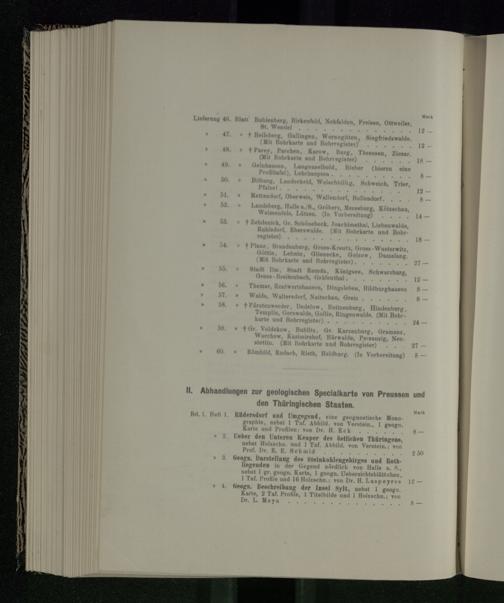 Mark
Lieferung 46. Blatt Buhlenberg, Birkenfeld, Nohfelden, Freisen, Ottweiler,
St. Wendel . . . . . . . . . . 12 —
» 47. » † Heilsberg, Gallingen, Wernegitten, Siegfriedswalde.
(Mit Bohrkarte und Bohrregister) . . . . . . 12 —
» 48. » † Parey, Parchen, Karow, Burg, Theessen, Ziesar.
(Mit Bohrkarte und Bohrregister) . . . . . . 18 —
» 49. » Gelnhausen, Langenselbold, Bieber (hierzu eine
Profiltafel), Lohrhaupten . . . . . . . 8 —
» 50. » Bitburg, Landscheid, Welschbillig, Schweich, Trier,
Pfalzel . . . . . . . . . . 12 —
» 51. » Mettendorf, Oberweis, Wallendorf, Bollendorf . . . 8 —
» 52. » Landsberg, Halle a./S., Gröbers, Merseburg, Kötzschau,
Weissenfels, Lützen. (In Vorbereitung) . . . . 14 —
» 53. » † Zehdenick, Gr. Schönebeck, Joachimsthal, Liebenwalde,
Ruhlsdorf, Eberswalde. (Mit Bohrkarte und Bohr-
register) . . . . . . . . . . 18 —
» 54. » † Plaue, Brandenburg, Gross-Kreutz, Gross-Wusterwitz,
Göttin, Lehnin, Glienecke, Golzow, Damelang.
(Mit Bohrkarte und Bohrregister) . . . . . . 27 —
» 55. » Stadt Ilm, Stadt Remda, Königsee, Schwarzburg,
Gross-Breitenbach, Gräfenthal . . . . . . 12 —
» 56. » Themar, Rentwertshausen, Dingsleben, Hildburghausen 8 —
» 57. » Weida, Waltersdorf, Naitschau, Greiz . . . . . 8 —
» 58. » † Fürstenwerder, Dedelow, Boitzenburg, Hindenburg,
Templin, Gerswalde, Gollin, Ringenwalde. (Mit Bohr-
karte und Bohrregister) . . . . . . . . 24 —
» 59. » † Gr. Voldekow, Bublitz, Gr. Carzenburg, Gramenz,
Wurchow, Kasimirshof, Bärwalde, Persanzig, Neu-
stettin. (Mit Bohrkarte und Bohrregister) . . . 27 —
» 60. » Römhild, Rodach, Rieth, Heldburg. (In Vorbereitung) 8 —
II. Abhandlungen zur geologischen Specialkarte von Preussen und
den Thüringischen Staaten.
Mark
Bd. I, Heft 1. Rüdersdorf und Umgegend, eine geognostische Mono-
graphie, nebst 1 Taf. Abbild. von Verstein., 1 geogn.
Karte und Profilen; von Dr. H. Eck . . . . . 8 —
» 2. Ueber den Unteren Keuper des östlichen Thüringens,
nebst Holzschn. und 1 Taf. Abbild. von Verstein.; von
Prof. Dr. E. E. Schmid . . . . . . . . 2 50
» 3. Geogn. Darstellung des Steinkohlengebirges und Roth-
liegenden in der Gegend nördlich von Halle a. S.,
nebst 1 gr. geogn. Karte, 1 geogn. Uebersichtsblättchen,
1 Taf. Profile und 16 Holzschn.; von Dr. H. Laspeyres 12 —
» 4. Geogn. Beschreibung der Insel Sylt, nebst 1 geogn.
Karte, 2 Taf. Profile, 1 Titelbilde und 1 Holzschn.; von
Dr. L. Meyn . . . . . . . . . . 8 —